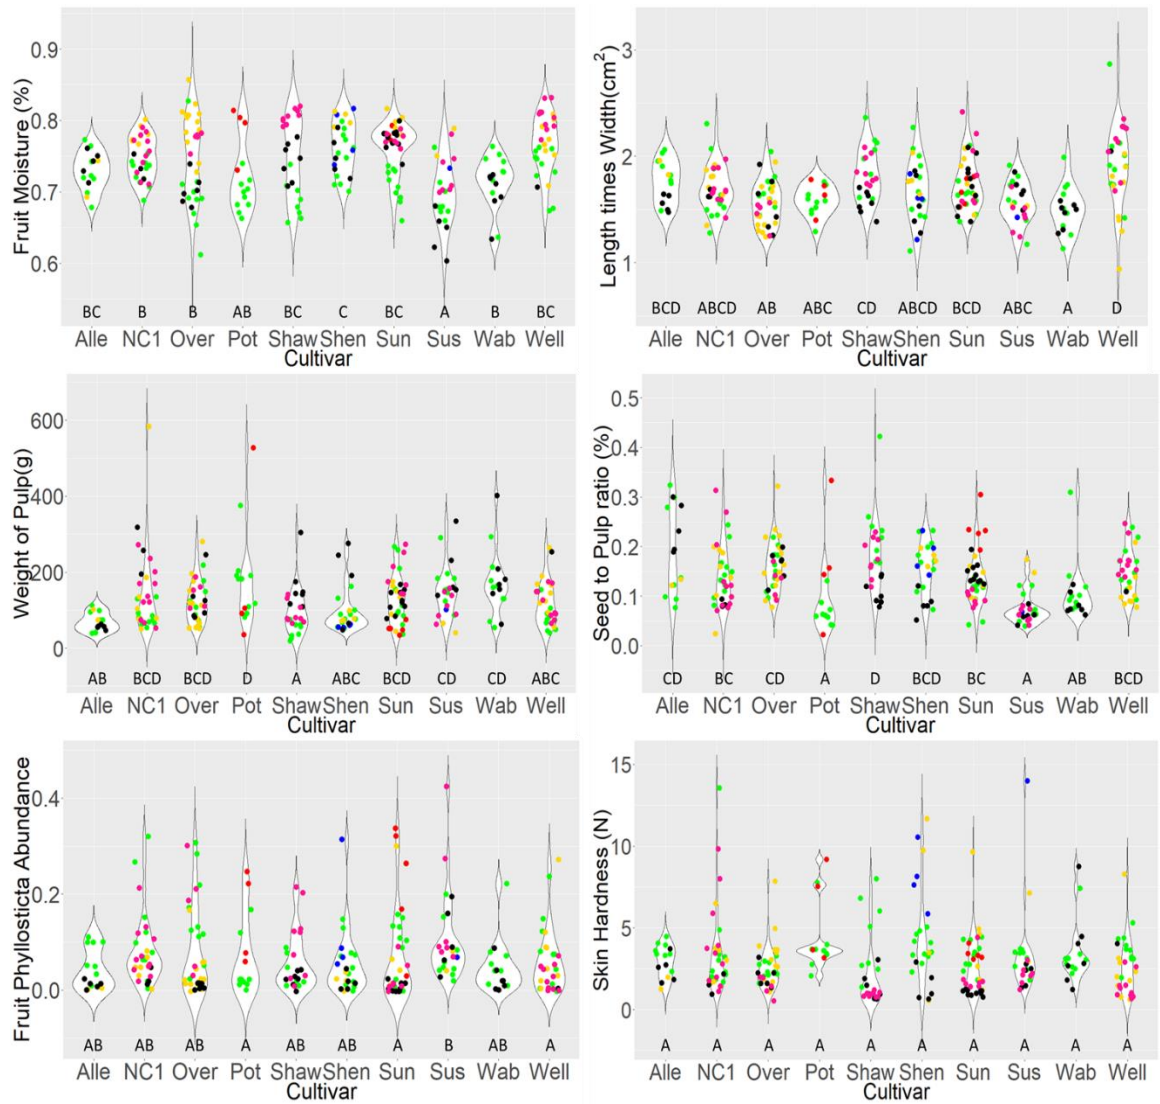 Fruit Moisture (%)
0.9
0.8
0.7
0.6
BC B B AB BC C BC A B BC
Alle NC1 Over Pot Shaw Shen Sun Sus Wab Well
Cultivar
Length times Width(cm²)
3
2
1
BCD ABCD AB ABC CD ABCD BCD ABC A D
Alle NC1 Over Pot Shaw Shen Sun Sus Wab Well
Cultivar
Weight of Pulp(g)
600
400
200
0
AB BCD BCD D A ABC BCD CD CD ABC
Alle NC1 Over Pot Shaw Shen Sun Sus Wab Well
Cultivar
Seed to Pulp ratio (%)
0.5
0.4
0.3
0.2
0.1
0.0
CD BC CD A D BCD BC A AB BCD
Alle NC1 Over Pot Shaw Shen Sun Sus Wab Well
Cultivar
Fruit Phyllosticta Abundance
0.4
0.2
0.0
AB AB AB A AB AB A B AB A
Alle NC1 Over Pot Shaw Shen Sun Sus Wab Well
Cultivar
Skin Hardness (N)
15
10
5
0
A A A A A A A A A A
Alle NC1 Over Pot Shaw Shen Sun Sus Wab Well
Cultivar